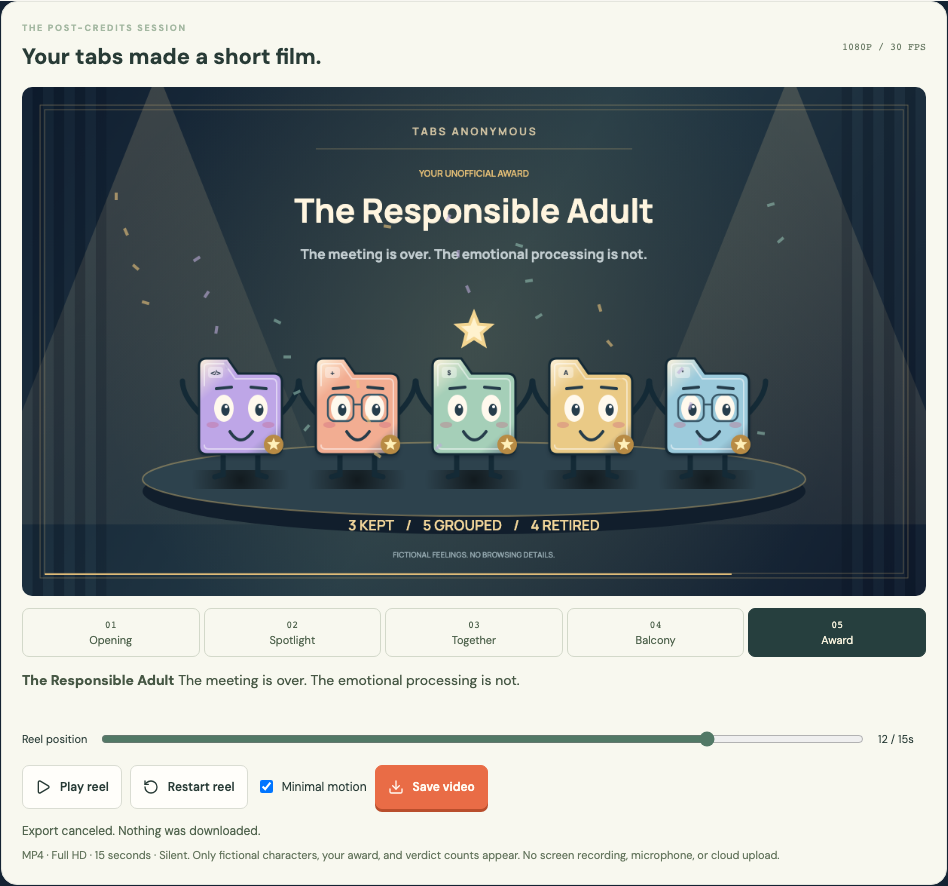 THE POST-CREDITS SESSION
Your tabs made a short film.
1080P / 30 FPS
TABS ANONYMOUS
YOUR UNOFFICIAL AWARD
The Responsible Adult
The meeting is over. The emotional processing is not.
</> + $ A
3 KEPT / 5 GROUPED / 4 RETIRED
FICTIONAL FEELINGS. NO BROWSING DETAILS.
01 02 03 04 05
Opening Spotlight Together Balcony Award
The Responsible Adult The meeting is over. The emotional processing is not.
Reel position 12 / 15s
Play reel Restart reel Minimal motion Save video
Export canceled. Nothing was downloaded.
MP4 · Full HD · 15 seconds · Silent. Only fictional characters, your award, and verdict counts appear. No screen recording, microphone, or cloud upload.